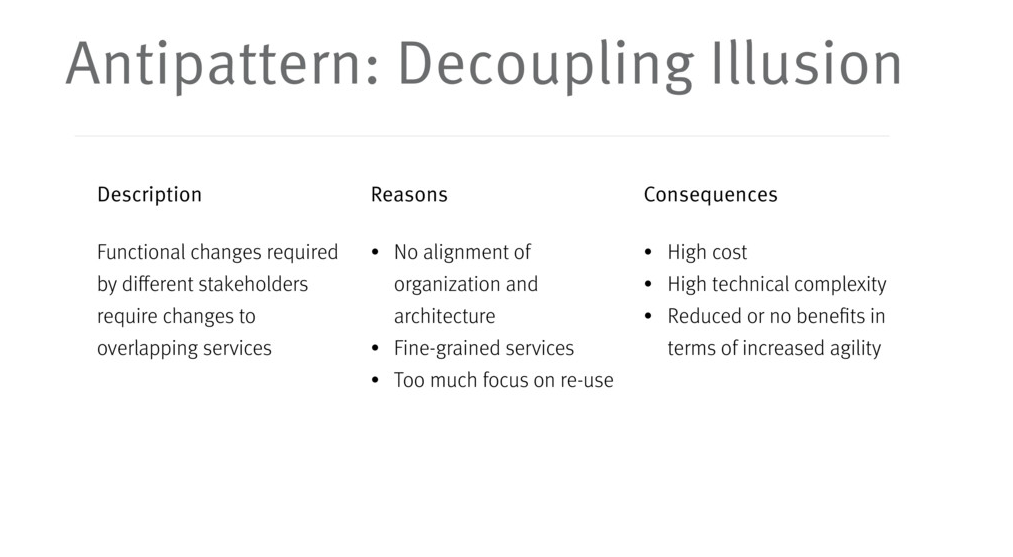 Antipattern: Decoupling Illusion
Description
Functional changes required
by different stakeholders
require changes to
overlapping services
Reasons
• No alignment of
organization and
architecture
• Fine-grained services
• Too much focus on re-use
Consequences
• High cost
• High technical complexity
• Reduced or no benefits in
terms of increased agility